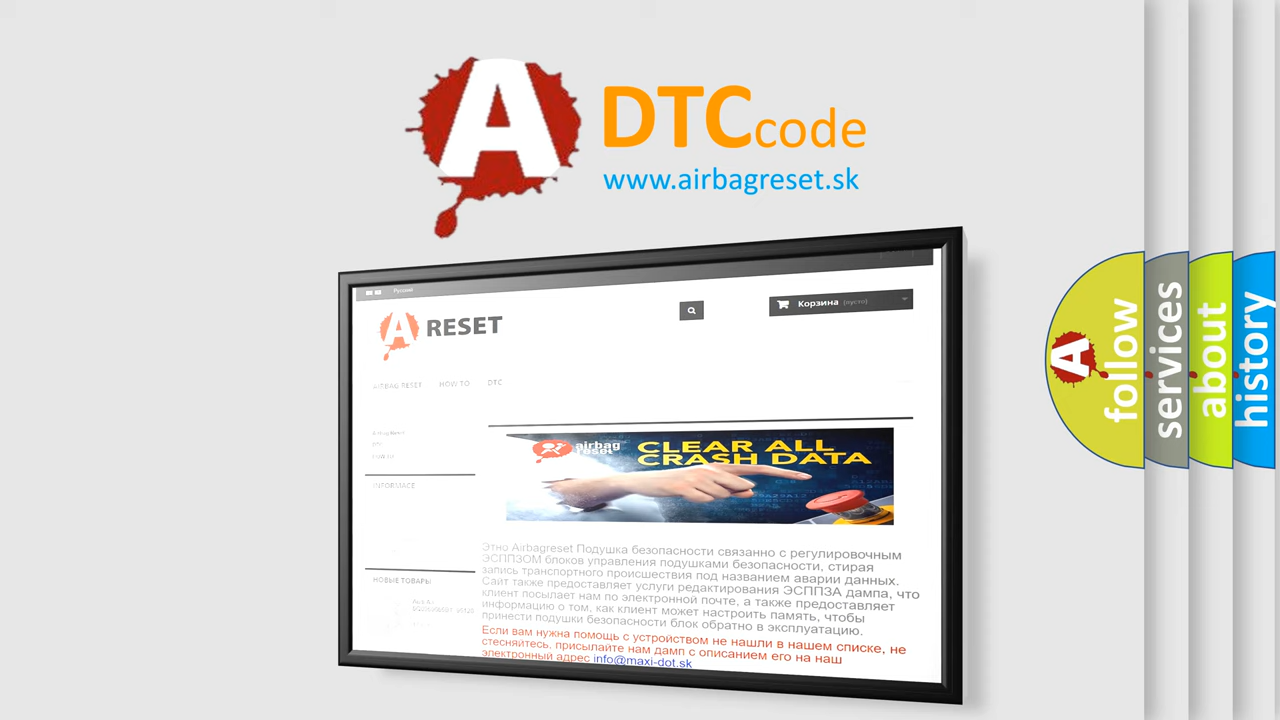 A
DTCcode
www.airbagreset.sk
Русский
A RESET
Корзина (пусто)
AIRBAG RESET HOW TO DTC
Airbag Reset
DTC
INFORMACE
airbag
reset
CLEAR ALL
CRASH DATA
Этно Airbagreset Подушка безопасности связанно с регулировочным
ЭСППЗОМ блоков управления подушками безопасности, стирая
запись транспортного происшествия под названием аварии данных.
Сайт также предоставляет услуги редактирования ЭСППЗА дампа, что
клиент посылает нам по электронной почте, а также предоставляет
информацию о том, как клиент может настроить память, чтобы
принести подушки безопасности блок обратно в эксплуатацию.
Если вам нужна помощь с устройством не нашли в нашем списке, не
стесняйтесь, присылайте нам дамп с описанием его на наш
электронный адрес info@maxi-dot.sk
НОВЫЕ ТОВАРЫ
A
follow
services
about
history